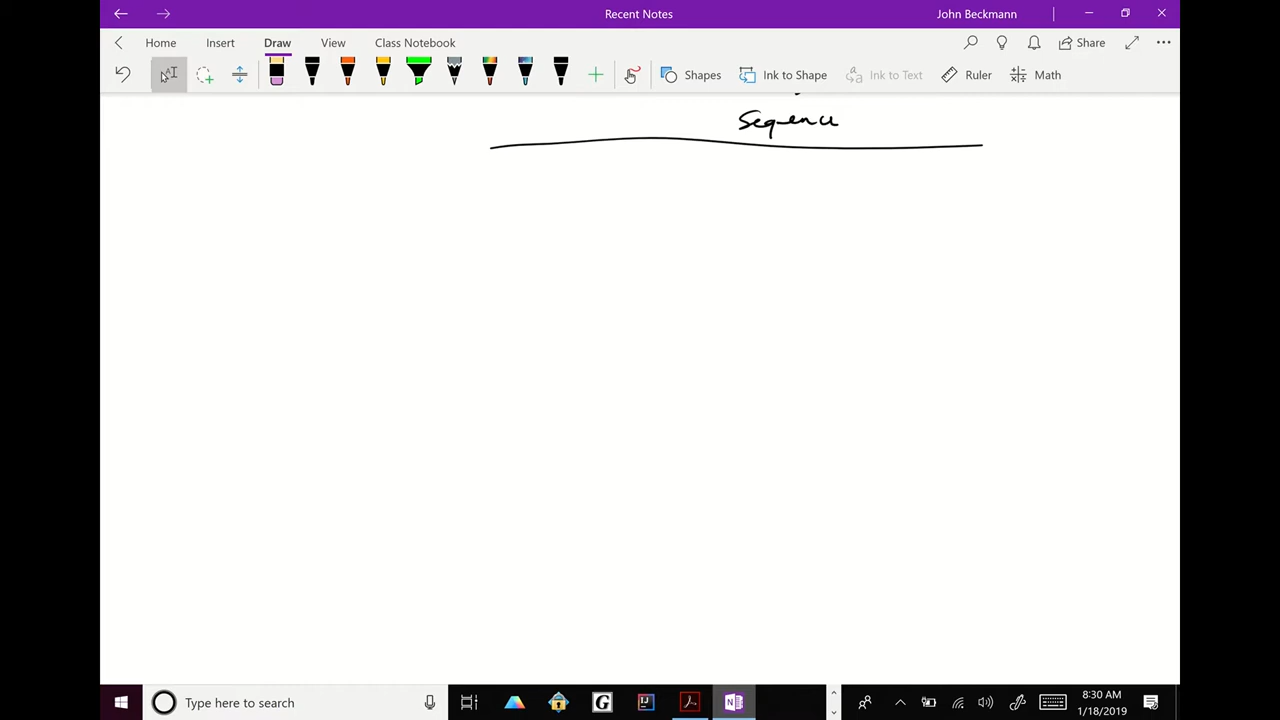 Recent Notes
John Beckmann
Home Insert Draw View Class Notebook
Share
Shapes Ink to Shape Ink to Text Ruler Math
Sequence
Type here to search
G
IJ
N
8:30 AM
1/18/2019